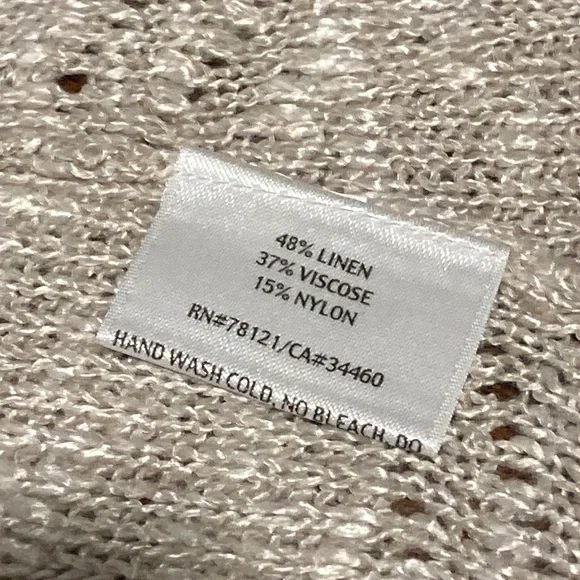 48% LINEN
37% VISCOSE
15% NYLON
RN#78121/CA#34460
HAND WASH COLD, NO BLEACH, DO